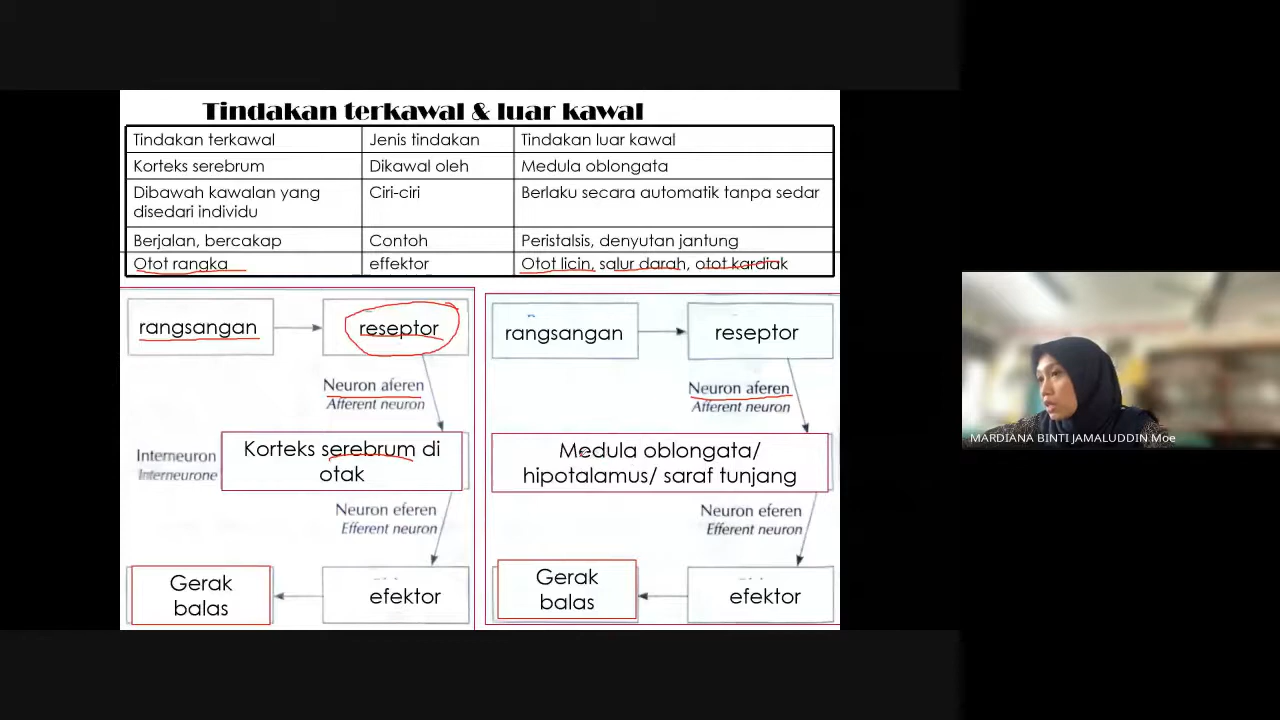 Tindakan terkawal & luar kawal
Tindakan terkawal Jenis tindakan Tindakan luar kawal
Korteks serebrum Dikawal oleh Medula oblongata
Dibawah kawalan yang Ciri-ciri Berlaku secara automatik tanpa sedar
disedari individu
Berjalan, bercakap Contoh Peristalsis, denyutan jantung
Otot rangka effektor Otot licin, salur darah, otot kardiak
rangsangan
reseptor
Neuron aferen
Afferent neuron
Interneuron
Interneurone
Korteks serebrum di
otak
Neuron eferen
Efferent neuron
Gerak
balas
efektor
rangsangan
reseptor
Neuron aferen
Afferent neuron
Medula oblongata/
hipotalamus/ saraf tunjang
Neuron eferen
Efferent neuron
Gerak
balas
efektor
MARDIANA BINTI JAMALUDDIN Moe